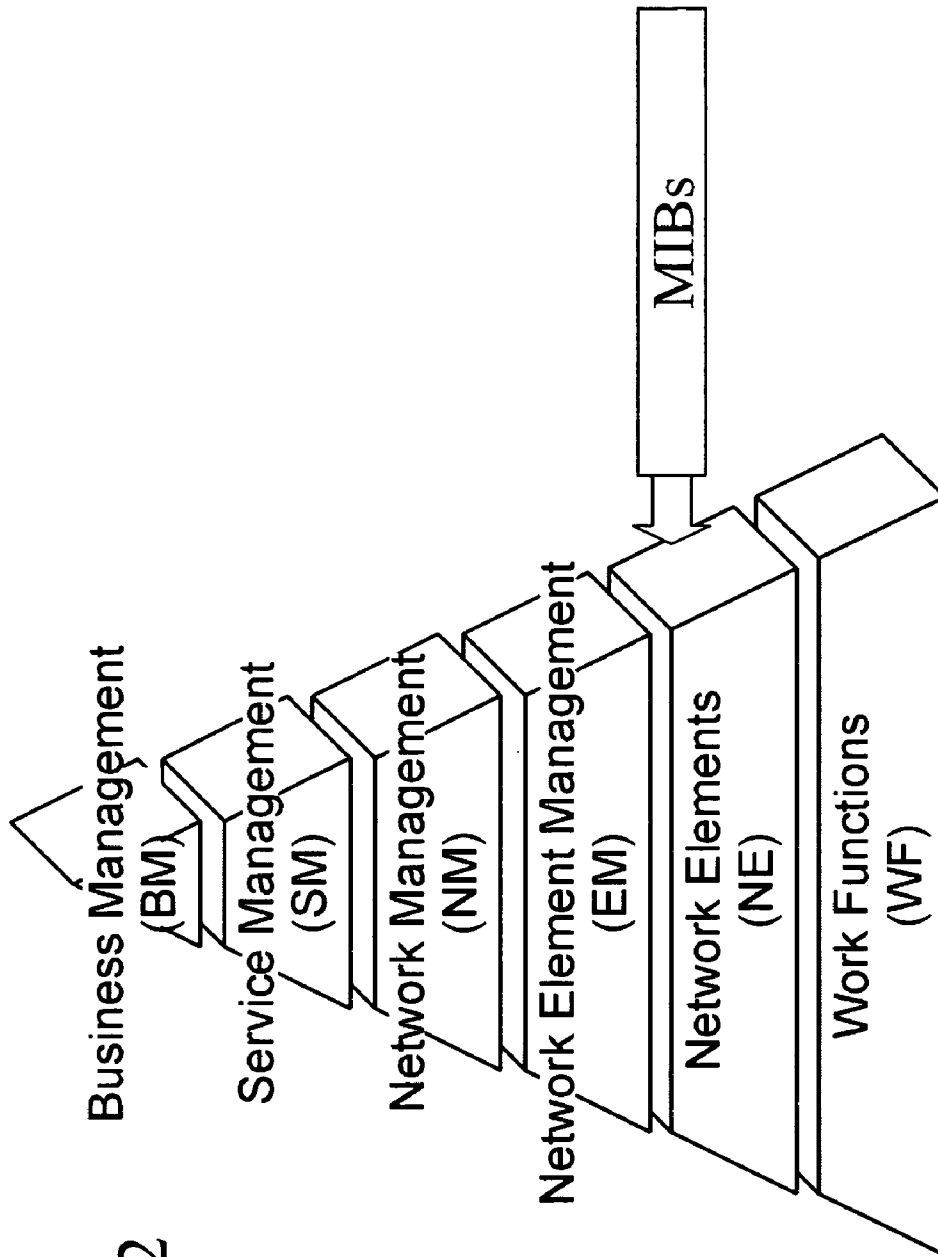 Business Management
(BM)
Service Management
(SM)
Network Management
(NM)
Network Element Management
(EM)
Network Elements
(NE)
Work Functions
(WF)
MIBs
2